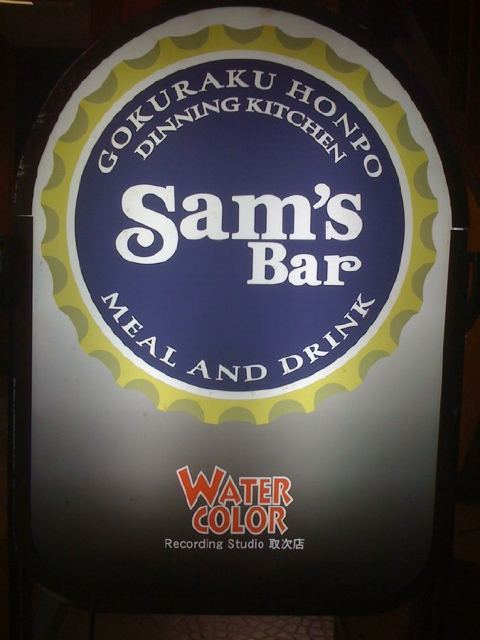 GOKURAKU HONPO
DINNING KITCHEN
Sam's
Bar
MEAL AND DRINK
WATER
COLOR
Recording Studio 取次店